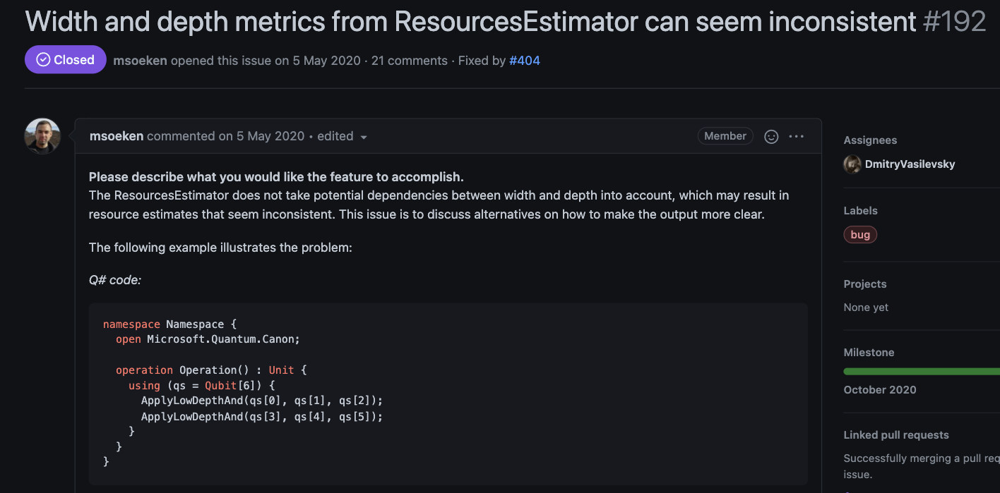 Width and depth metrics from ResourcesEstimator can seem inconsistent #192
Closed msoeken opened this issue on 5 May 2020 · 21 comments · Fixed by #404
msoeken commented on 5 May 2020 • edited
Member
Please describe what you would like the feature to accomplish.
The ResourcesEstimator does not take potential dependencies between width and depth into account, which may result in
resource estimates that seem inconsistent. This issue is to discuss alternatives on how to make the output more clear.
The following example illustrates the problem:
Q# code:
namespace Namespace {
  open Microsoft.Quantum.Canon;
  operation Operation() : Unit {
    using (qs = Qubit[6]) {
      ApplyLowDepthAnd(qs[0], qs[1], qs[2]);
      ApplyLowDepthAnd(qs[3], qs[4], qs[5]);
    }
  }
}
Assignees
DmitryVasilevsky
Labels
bug
Projects
None yet
Milestone
October 2020
Linked pull requests
Successfully merging a pull req
issue.